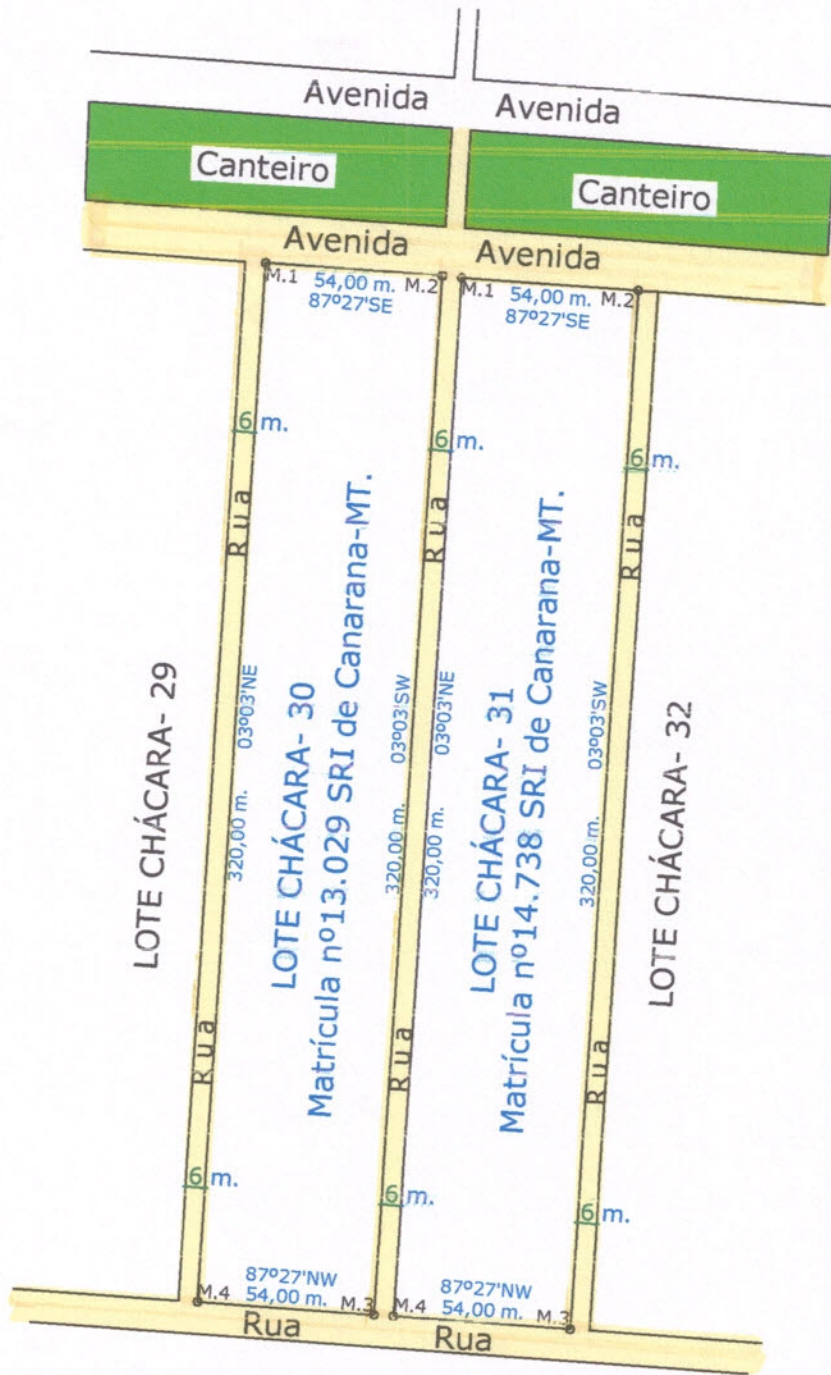 Avenida
Avenida
Canteiro
Canteiro
Avenida
Avenida
M.1 54,00 m. M.2
87º27'SE
M.1 54,00 m. M.2
87º27'SE
6 m.
6 m.
6 m.
Rua
Rua
Rua
LOTE CHÁCARA- 29
320,00 m. 03º03'NE
LOTE CHÁCARA- 30
Matrícula nº13.029 SRI de Canarana-MT.
320,00 m. 03º03'SW
320,00 m. 03º03'NE
LOTE CHÁCARA- 31
Matrícula nº14.738 SRI de Canarana-MT.
320,00 m. 03º03'SW
LOTE CHÁCARA- 32
Rua
Rua
Rua
6 m.
6 m.
6 m.
87º27'NW
M.4 54,00 m. M.3
87º27'NW
M.4 54,00 m. M.3
Rua
Rua